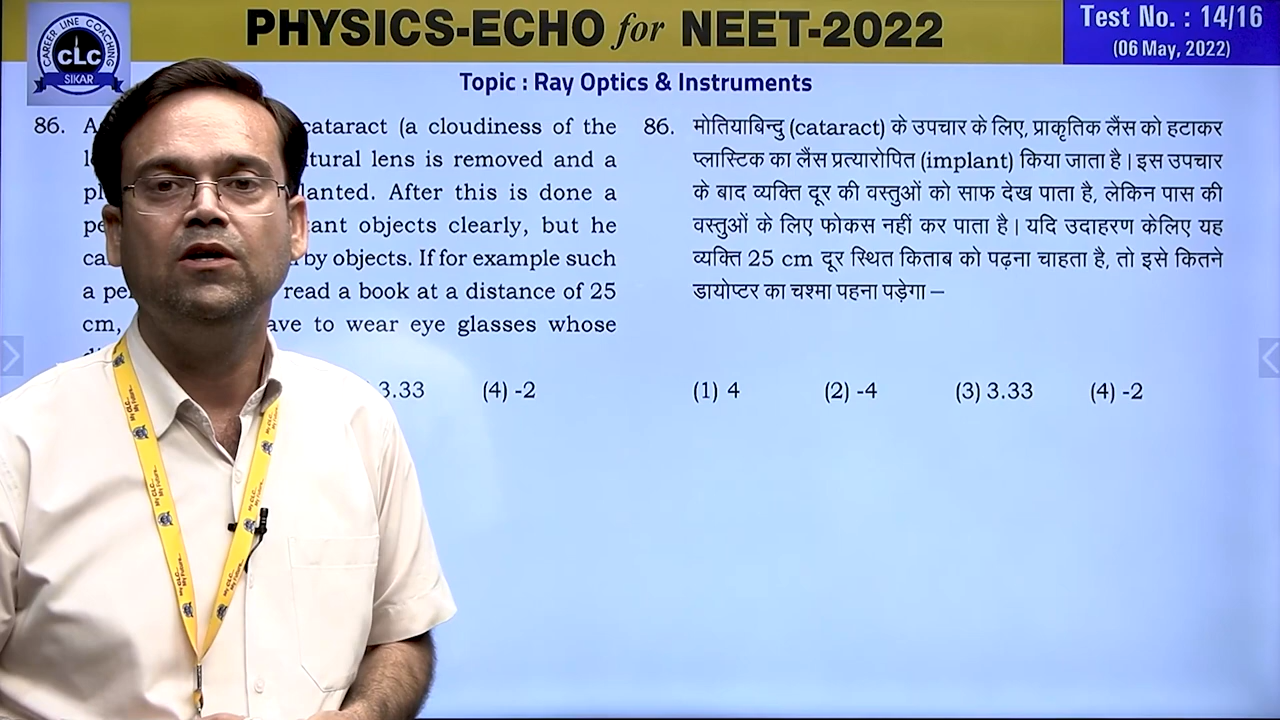 CAREER LINE COACHING
CLC
SIKAR
PHYSICS-ECHO for NEET-2022
Test No. : 14/16
(06 May, 2022)
Topic : Ray Optics & Instruments
86. A cataract (a cloudiness of the
lens is removed and a
After this is done a
objects clearly, but he
by objects. If for example such
a read a book at a distance of 25
cm, to wear eye glasses whose
3.33 (4) -2
86. मोतियाबिन्दु (cataract) के उपचार के लिए, प्राकृतिक लैंस को हटाकर
प्लास्टिक का लैंस प्रत्यारोपित (implant) किया जाता है। इस उपचार
के बाद व्यक्ति दूर की वस्तुओं को साफ देख पाता है, लेकिन पास की
वस्तुओं के लिए फोकस नहीं कर पाता है। यदि उदाहरण केलिए यह
व्यक्ति 25 cm दूर स्थित किताब को पढ़ना चाहता है, तो इसे कितने
डायोप्टर का चश्मा पहना पड़ेगा –
(1) 4 (2) -4 (3) 3.33 (4) -2